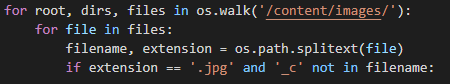 for root, dirs, files in os.walk('/content/images/'):
    for file in files:
        filename, extension = os.path.splitext(file)
        if extension == '.jpg' and '_c' not in filename: